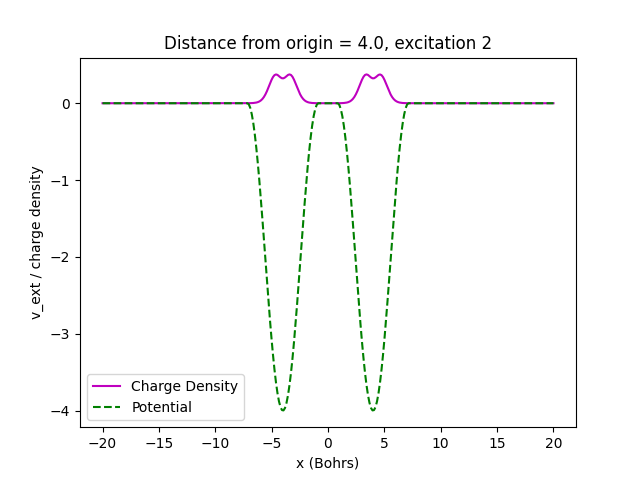 Distance from origin = 4.0, excitation 2
0
−1
−2
−3
−4
v_ext / charge density
Charge Density
Potential
−20
−15
−10
−5
0
5
10
15
20
x (Bohrs)